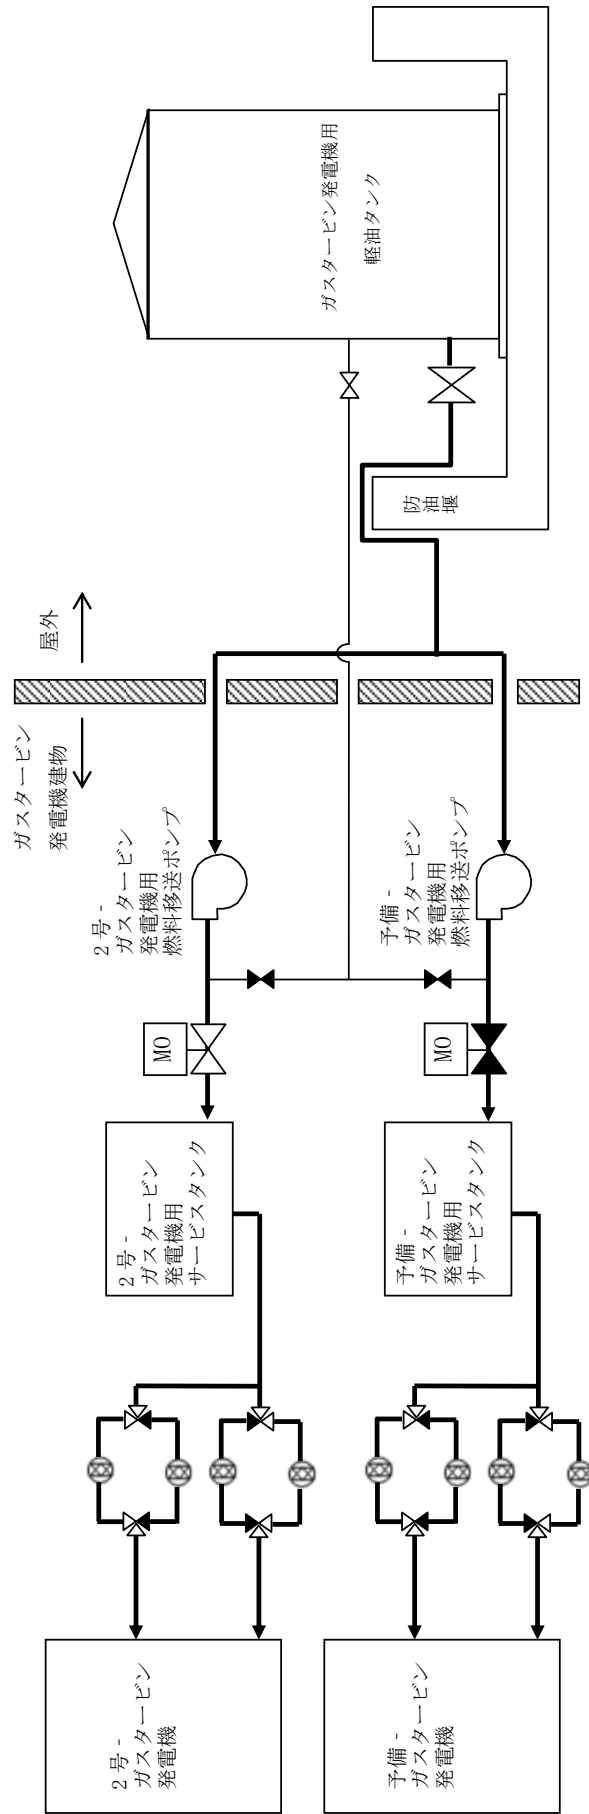 ガスタービン発電機用
軽油タンク
防油堰
屋外
ガスタービン
発電機建物
2号-
ガスタービン
発電機用
燃料移送ポンプ
予備-
ガスタービン
発電機用
燃料移送ポンプ
MO
MO
2号-
ガスタービン
発電機用
サービスタンク
予備-
ガスタービン
発電機用
サービスタンク
2号-
ガスタービン
発電機
予備-
ガスタービン
発電機